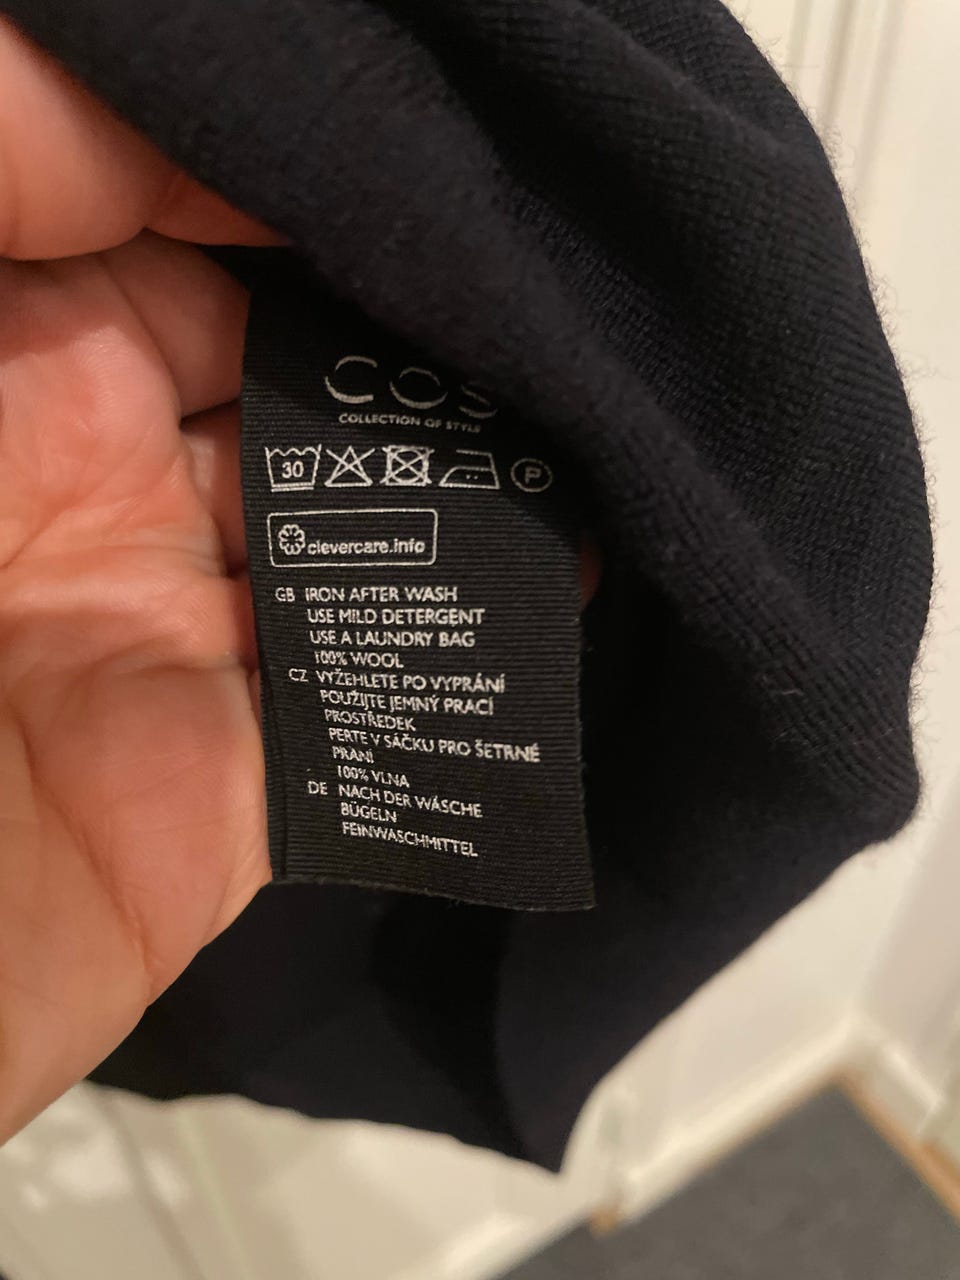 COS
COLLECTION OF STYLE
30 P
clevercare.info
GB IRON AFTER WASH
USE MILD DETERGENT
USE A LAUNDRY BAG
100% WOOL
CZ VYŽEHLETE PO VYPRÁNÍ
POUŽIJTE JEMNÝ PRACÍ
PROSTŘEDEK
PERTE V SÁČKU PRO ŠETRNÉ
PRANÍ
100% VLNA
DE NACH DER WÄSCHE
BÜGELN
FEINWASCHMITTEL